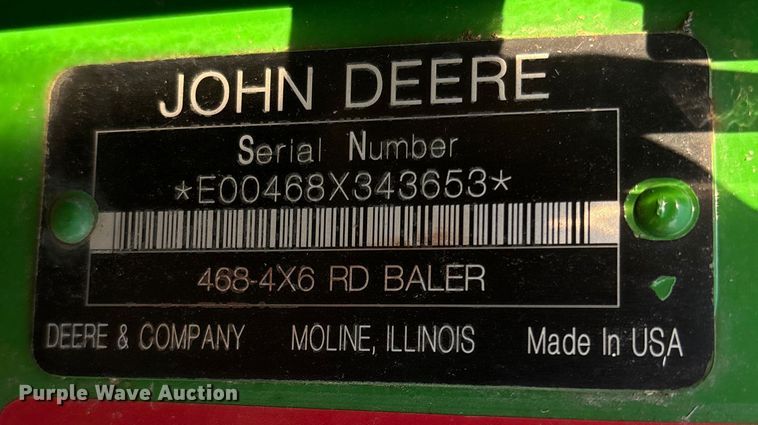 JOHN DEERE
Serial Number
*E00468X343653*
468-4X6 RD BALER
DEERE & COMPANY MOLINE, ILLINOIS Made In USA
Purple Wave Auction